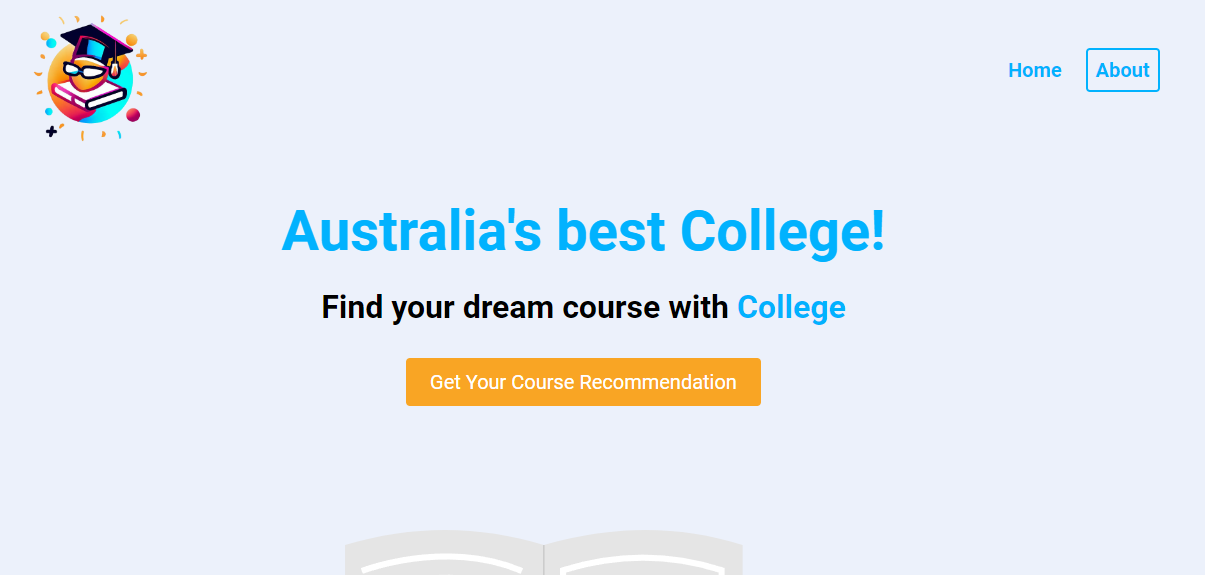 Home
About
Australia's best College!
Find your dream course with College
Get Your Course Recommendation